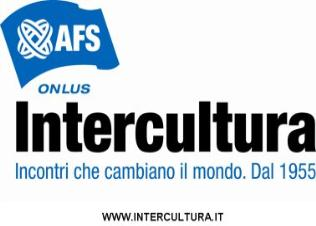 AFS
ONLUS
Intercultura
Incontri che cambiano il mondo. Dal 1955
WWW.INTERCULTURA.IT